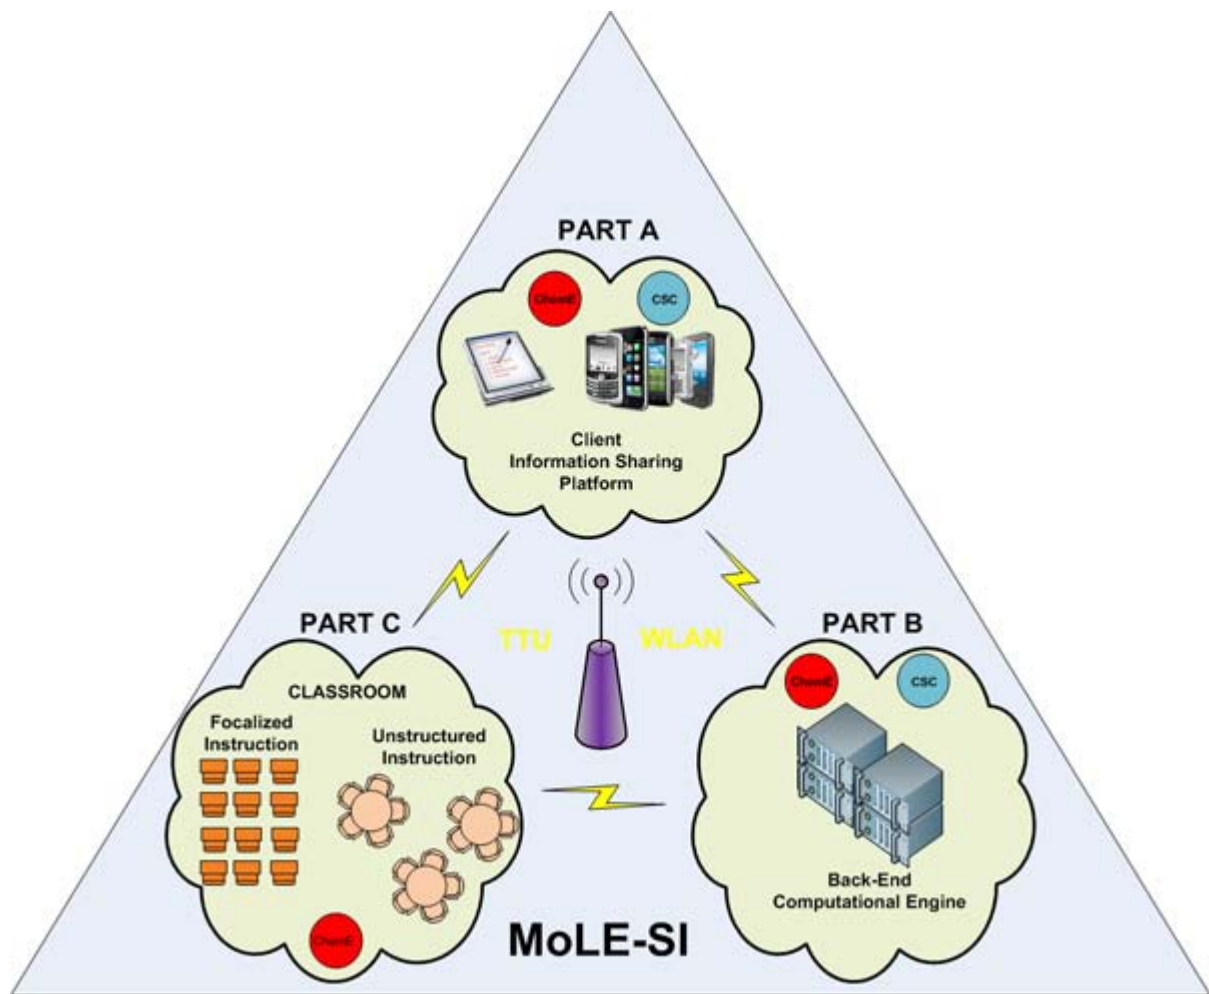 PART A
ChemE
CSC
Client
Information Sharing
Platform
TTU
WLAN
PART C
CLASSROOM
Focalized
Instruction
Unstructured
Instruction
ChemE
PART B
ChemE
CSC
Back-End
Computational Engine
MoLE-SI